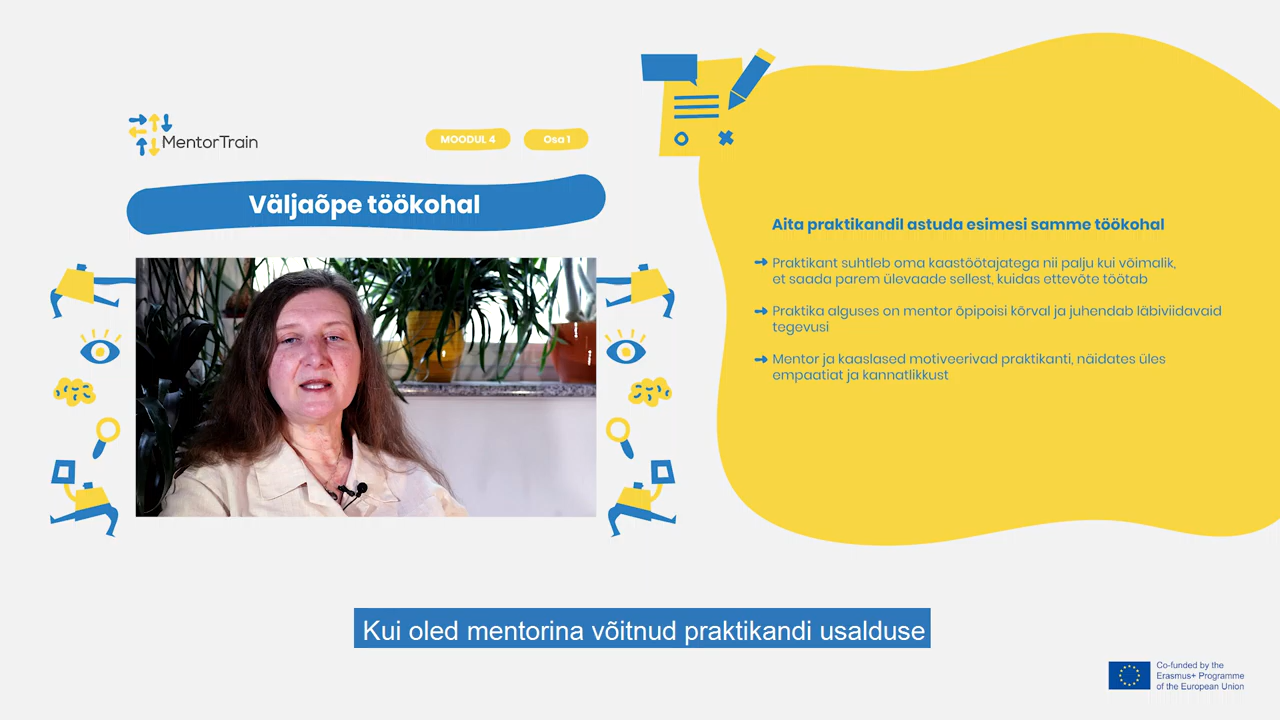 MentorTrain
MOODUL 4
Osa 1
Väljaõpe töökohal
Aita praktikandil astuda esimesi samme töökohal
Praktikant suhtleb oma kaastöötajatega nii palju kui võimalik,
et saada parem ülevaade sellest, kuidas ettevõte töötab
Praktika alguses on mentor õpipoisi kõrval ja juhendab läbiviidavaid
tegevusi
Mentor ja kaaslased motiveerivad praktikanti, näidates üles
empaatiat ja kannatlikkust
Kui oled mentorina võitnud praktikandi usalduse
Co-funded by the
Erasmus+ Programme
of the European Union